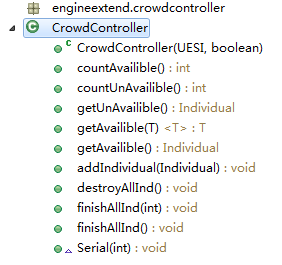 engineextend.crowdcontroller
CrowdController
CrowdController(UESI, boolean)
countAvailible() : int
countUnAvailible() : int
getUnAvailible() : Individual
getAvailible(T) <T> : T
getAvailible() : Individual
addIndividual(Individual) : void
destroyAllInd() : void
finishAllInd(int) : void
finishAllInd() : void
Serial(int) : void